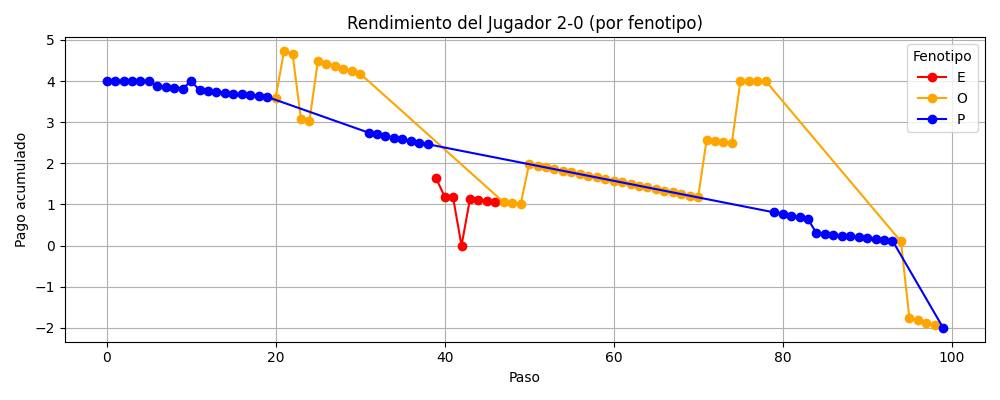 Rendimiento del Jugador 2-0 (por fenotipo)
Pago acumulado
5
4
3
2
1
0
−1
−2
Fenotipo
E
O
P
0
20
40
60
80
100
Paso